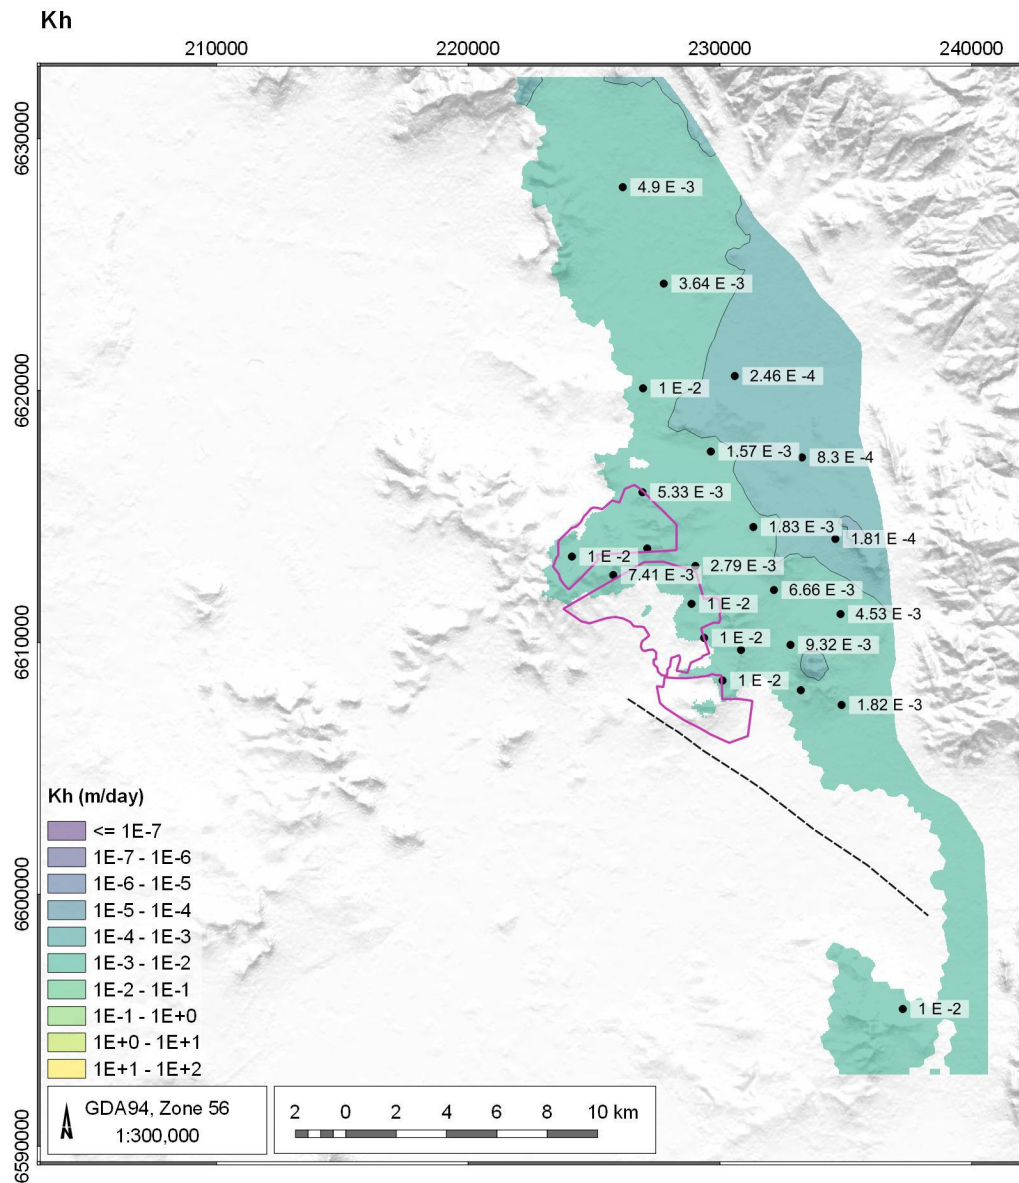 Kh
210000
220000
230000
240000
6630000
6620000
6610000
6600000
6590000
4.9 E -3
3.64 E -3
2.46 E -4
1 E -2
1.57 E -3
8.3 E -4
5.33 E -3
1.83 E -3
1.81 E -4
1 E -2
2.79 E -3
7.41 E -3
6.66 E -3
1 E -2
4.53 E -3
1 E -2
9.32 E -3
1 E -2
1.82 E -3
1 E -2
Kh (m/day)
<= 1E-7
1E-7 - 1E-6
1E-6 - 1E-5
1E-5 - 1E-4
1E-4 - 1E-3
1E-3 - 1E-2
1E-2 - 1E-1
1E-1 - 1E+0
1E+0 - 1E+1
1E+1 - 1E+2
N
GDA94, Zone 56
1:300,000
2 0 2 4 6 8 10 km